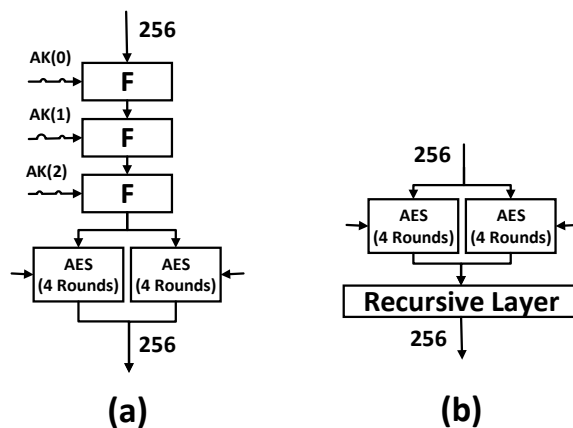 256
AK(0)
F
AK(1)
F
AK(2)
F
AES
(4 Rounds)
AES
(4 Rounds)
256
(a)
256
AES
(4 Rounds)
AES
(4 Rounds)
Recursive Layer
256
(b)